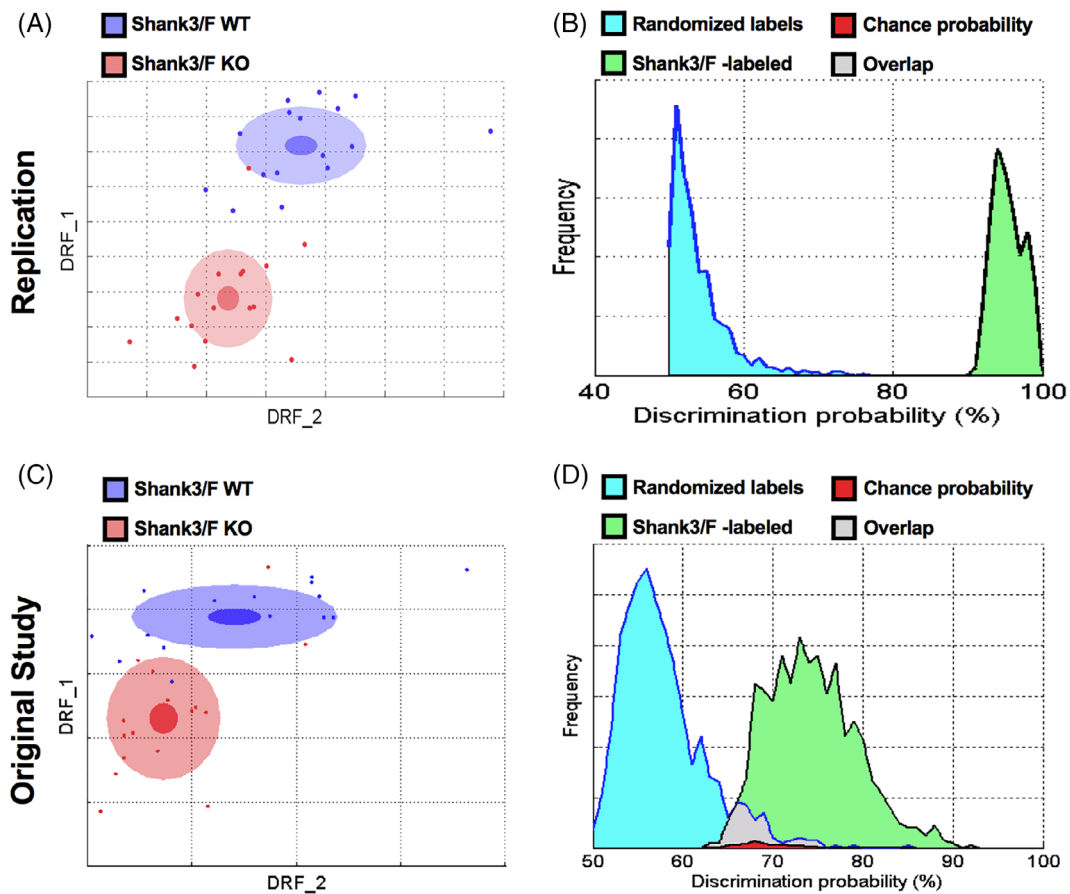 (A)
Shank3/F WT
Shank3/F KO
Replication
DRF_1
DRF_2
(B)
Randomized labels
Chance probability
Shank3/F -labeled
Overlap
Frequency
40 60 80 100
Discrimination probability (%)
(C)
Shank3/F WT
Shank3/F KO
Original Study
DRF_1
DRF_2
(D)
Randomized labels
Chance probability
Shank3/F -labeled
Overlap
Frequency
50 60 70 80 90 100
Discrimination probability (%)